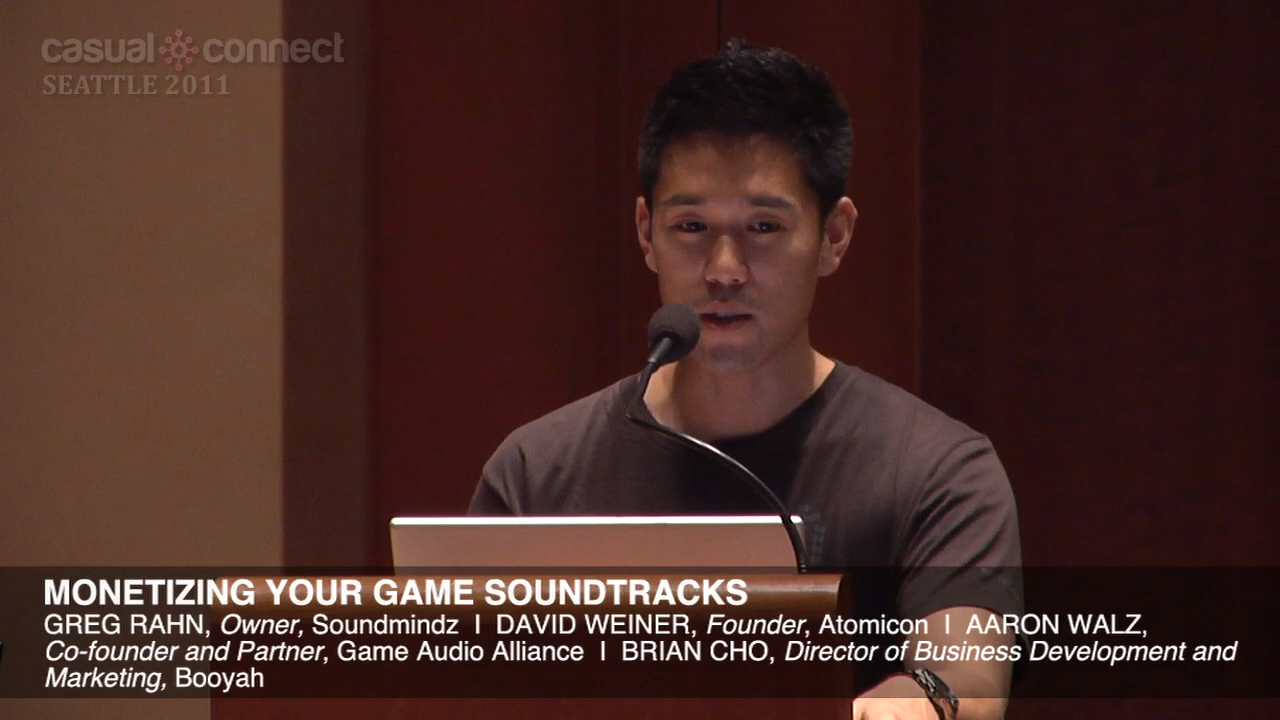 casual connect
SEATTLE 2011
MONETIZING YOUR GAME SOUNDTRACKS
GREG RAHN, Owner, Soundmindz I DAVID WEINER, Founder, Atomicon I AARON WALZ,
Co-founder and Partner, Game Audio Alliance I BRIAN CHO, Director of Business Development and
Marketing, Booyah